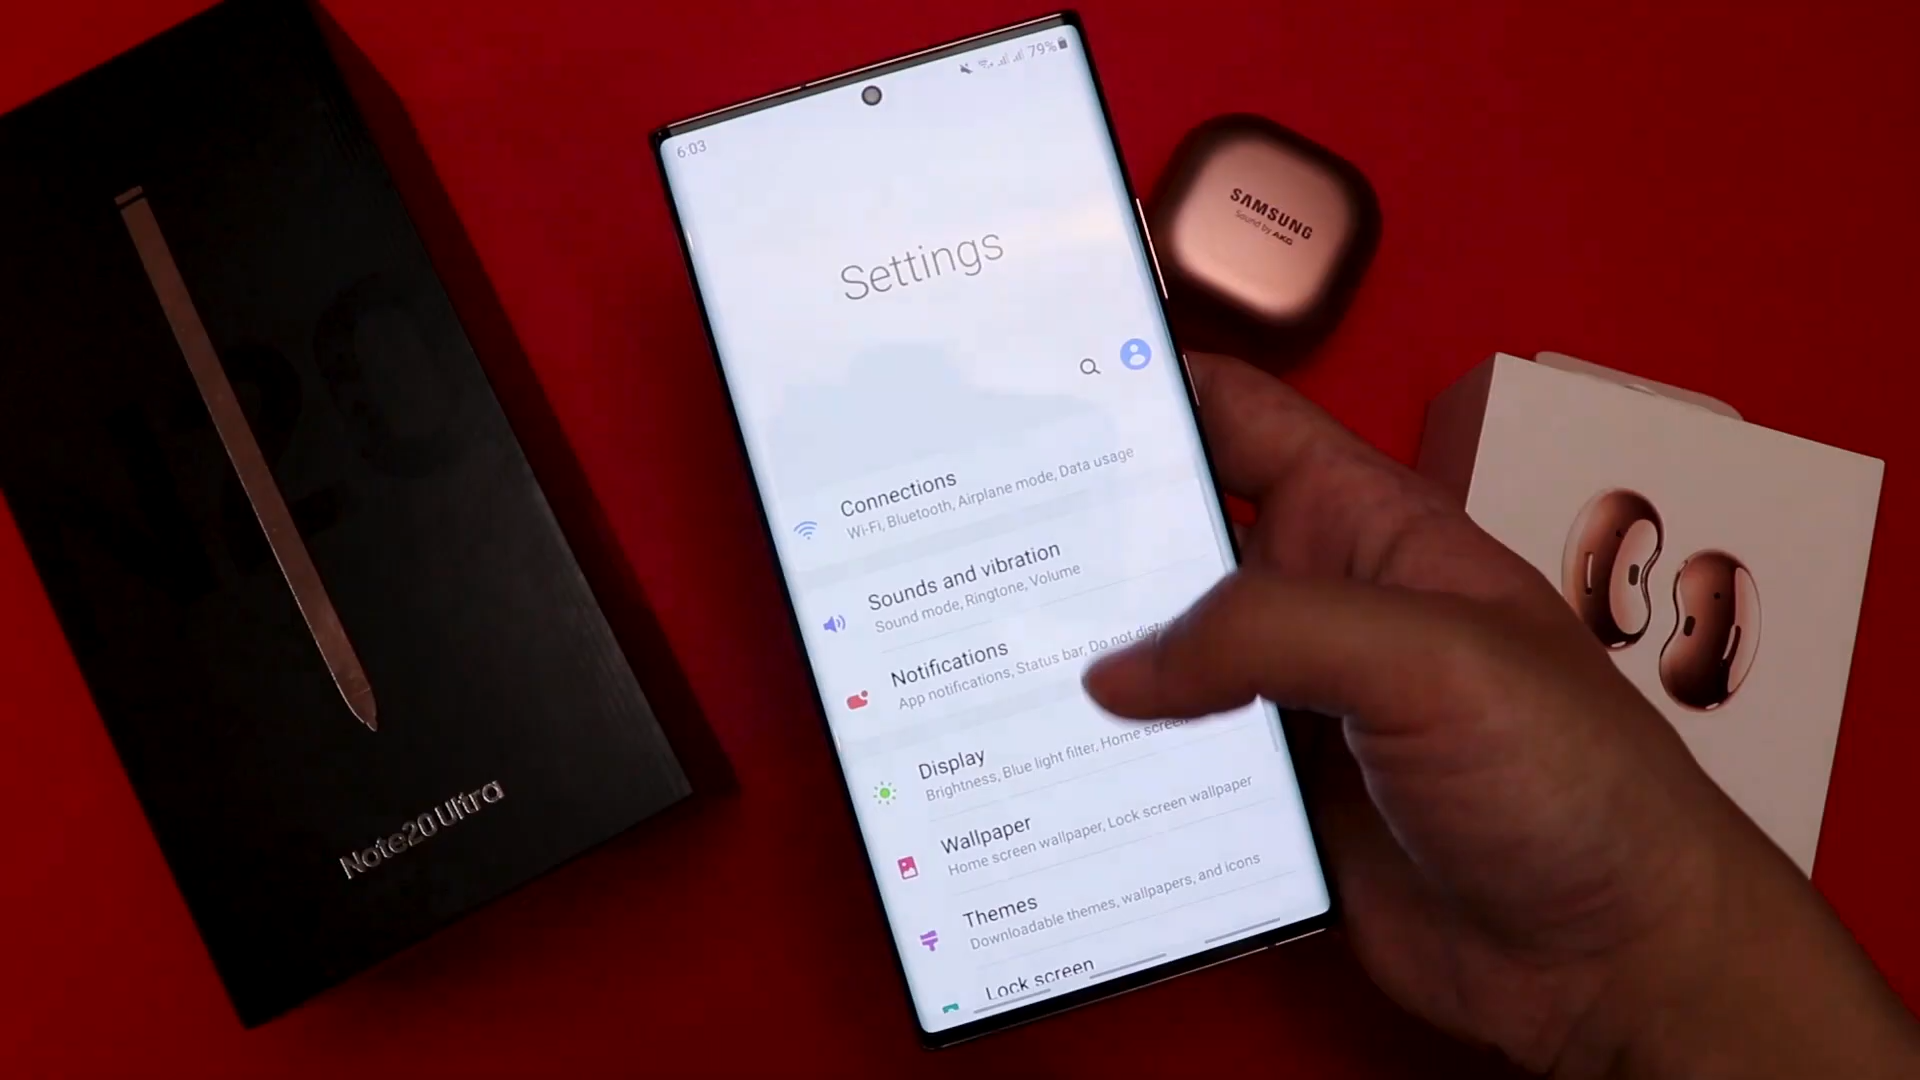 79%
6:03
Settings
Connections
Wi-Fi, Bluetooth, Airplane mode, Data usage
Sounds and vibration
Sound mode, Ringtone, Volume
Notifications
App notifications, Status bar, Do not
Display
Brightness, Blue light filter, Home screen
Wallpaper
Home screen wallpaper, Lock screen wallpaper
Themes
Downloadable themes, wallpapers, and icons
Lock screen
SAMSUNG
Sound by AKG
Note20 Ultra